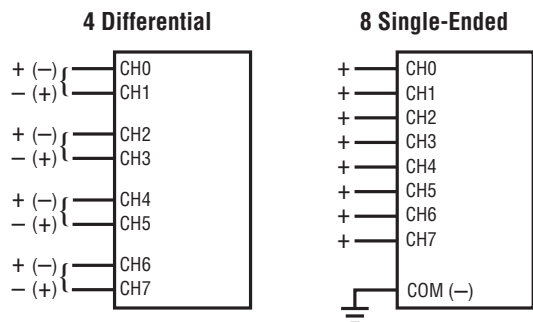 4 Differential
+ (−) { CH0
− (+) CH1
+ (−) { CH2
− (+) CH3
+ (−) { CH4
− (+) CH5
+ (−) { CH6
− (+) CH7
8 Single-Ended
+ CH0
+ CH1
+ CH2
+ CH3
+ CH4
+ CH5
+ CH6
+ CH7
COM (−)